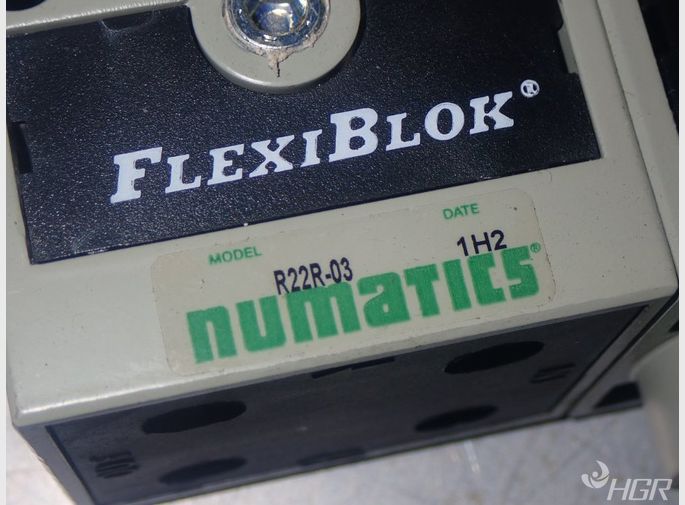 FLEXIBLOK®
MODEL R22R-03 DATE 1H2
numatics®
HGR